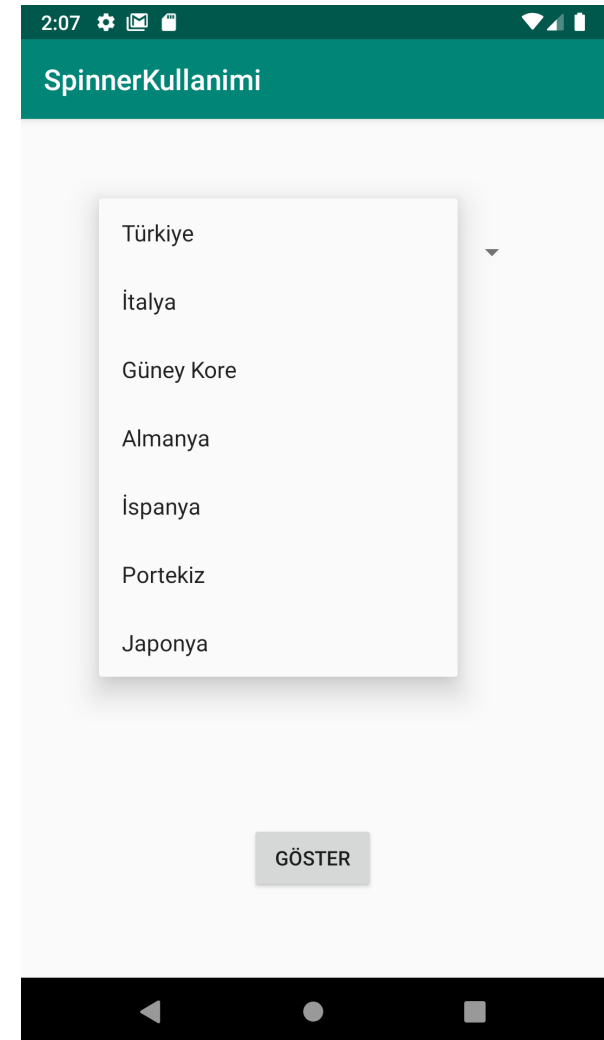 2:07
SpinnerKullanimi
Türkiye
İtalya
Güney Kore
Almanya
İspanya
Portekiz
Japonya
GÖSTER